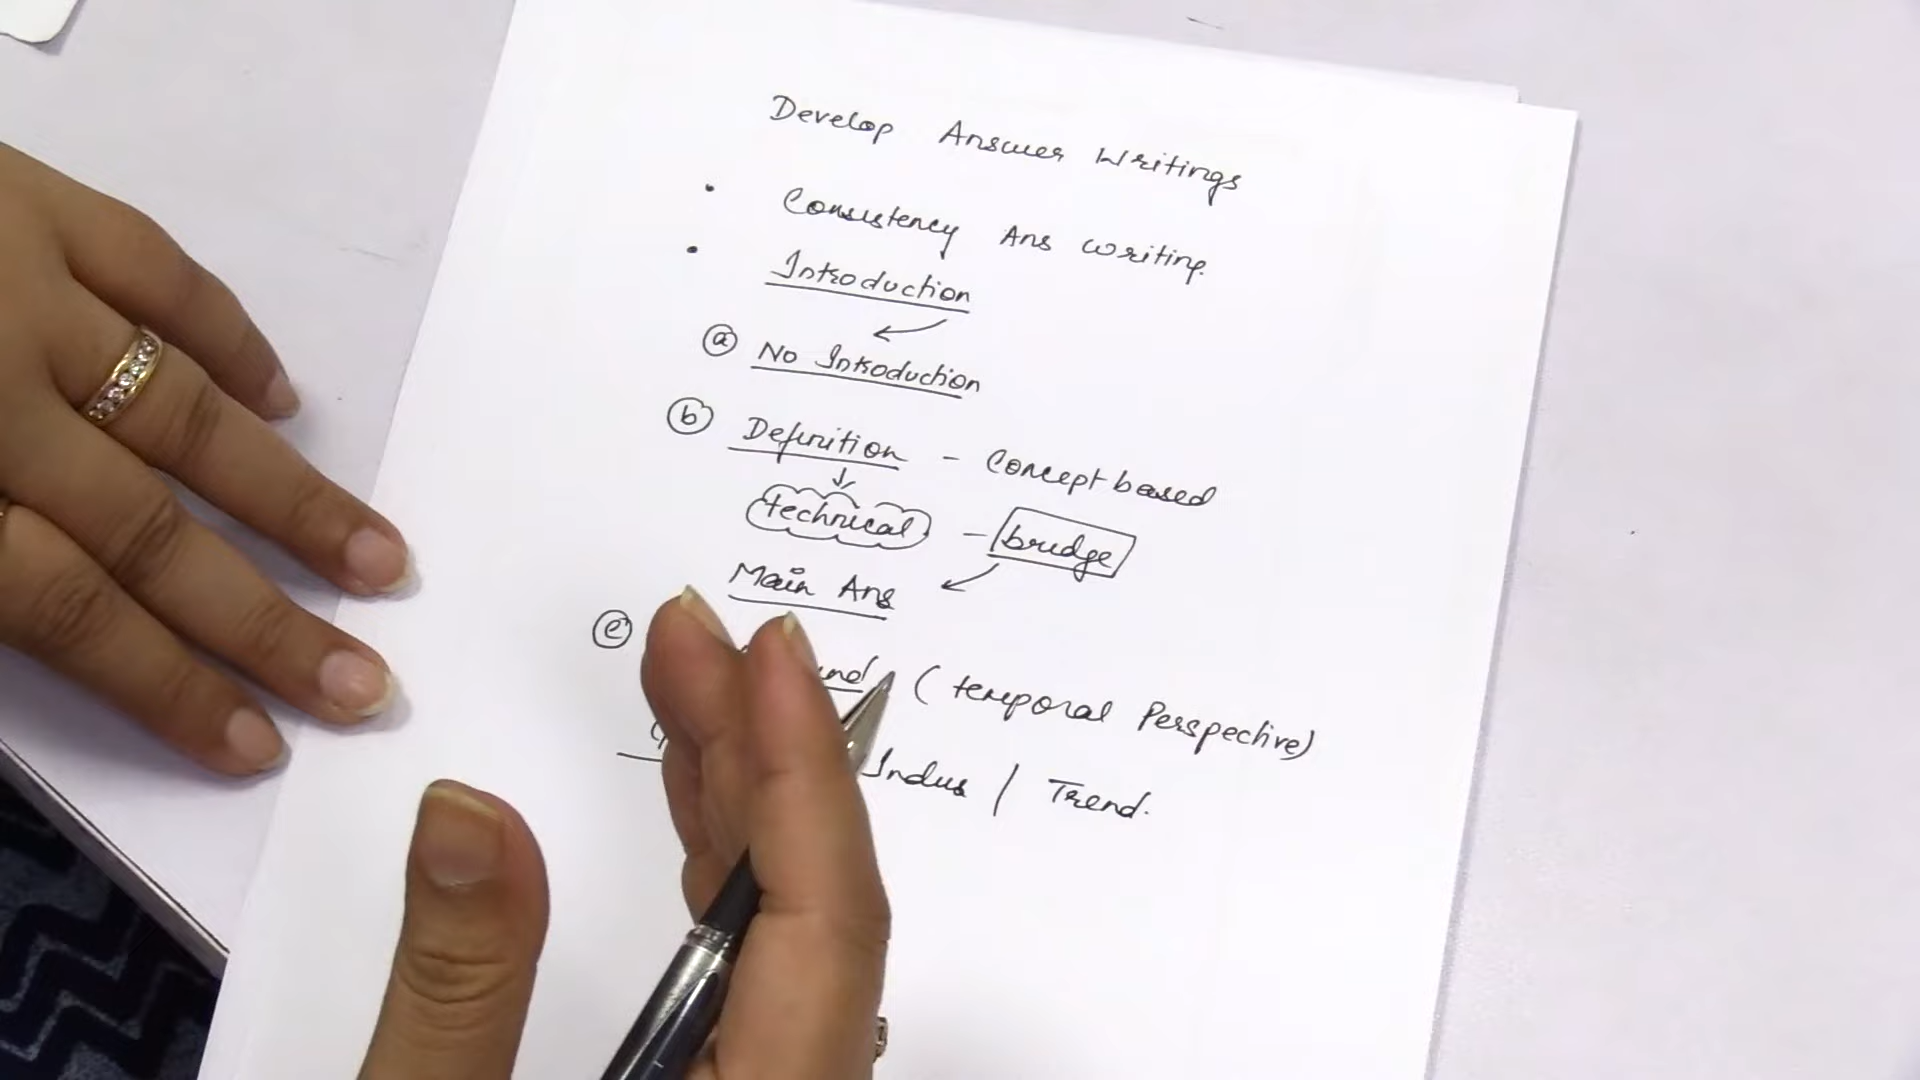 Develop Answer Writings
• Consistency Ans writing.
• Introduction
ⓐ No Introduction
ⓑ Definition - Concept based
technical - bridge
Main Ans
ⓒ (temporal Perspective)
Indus / Trend.